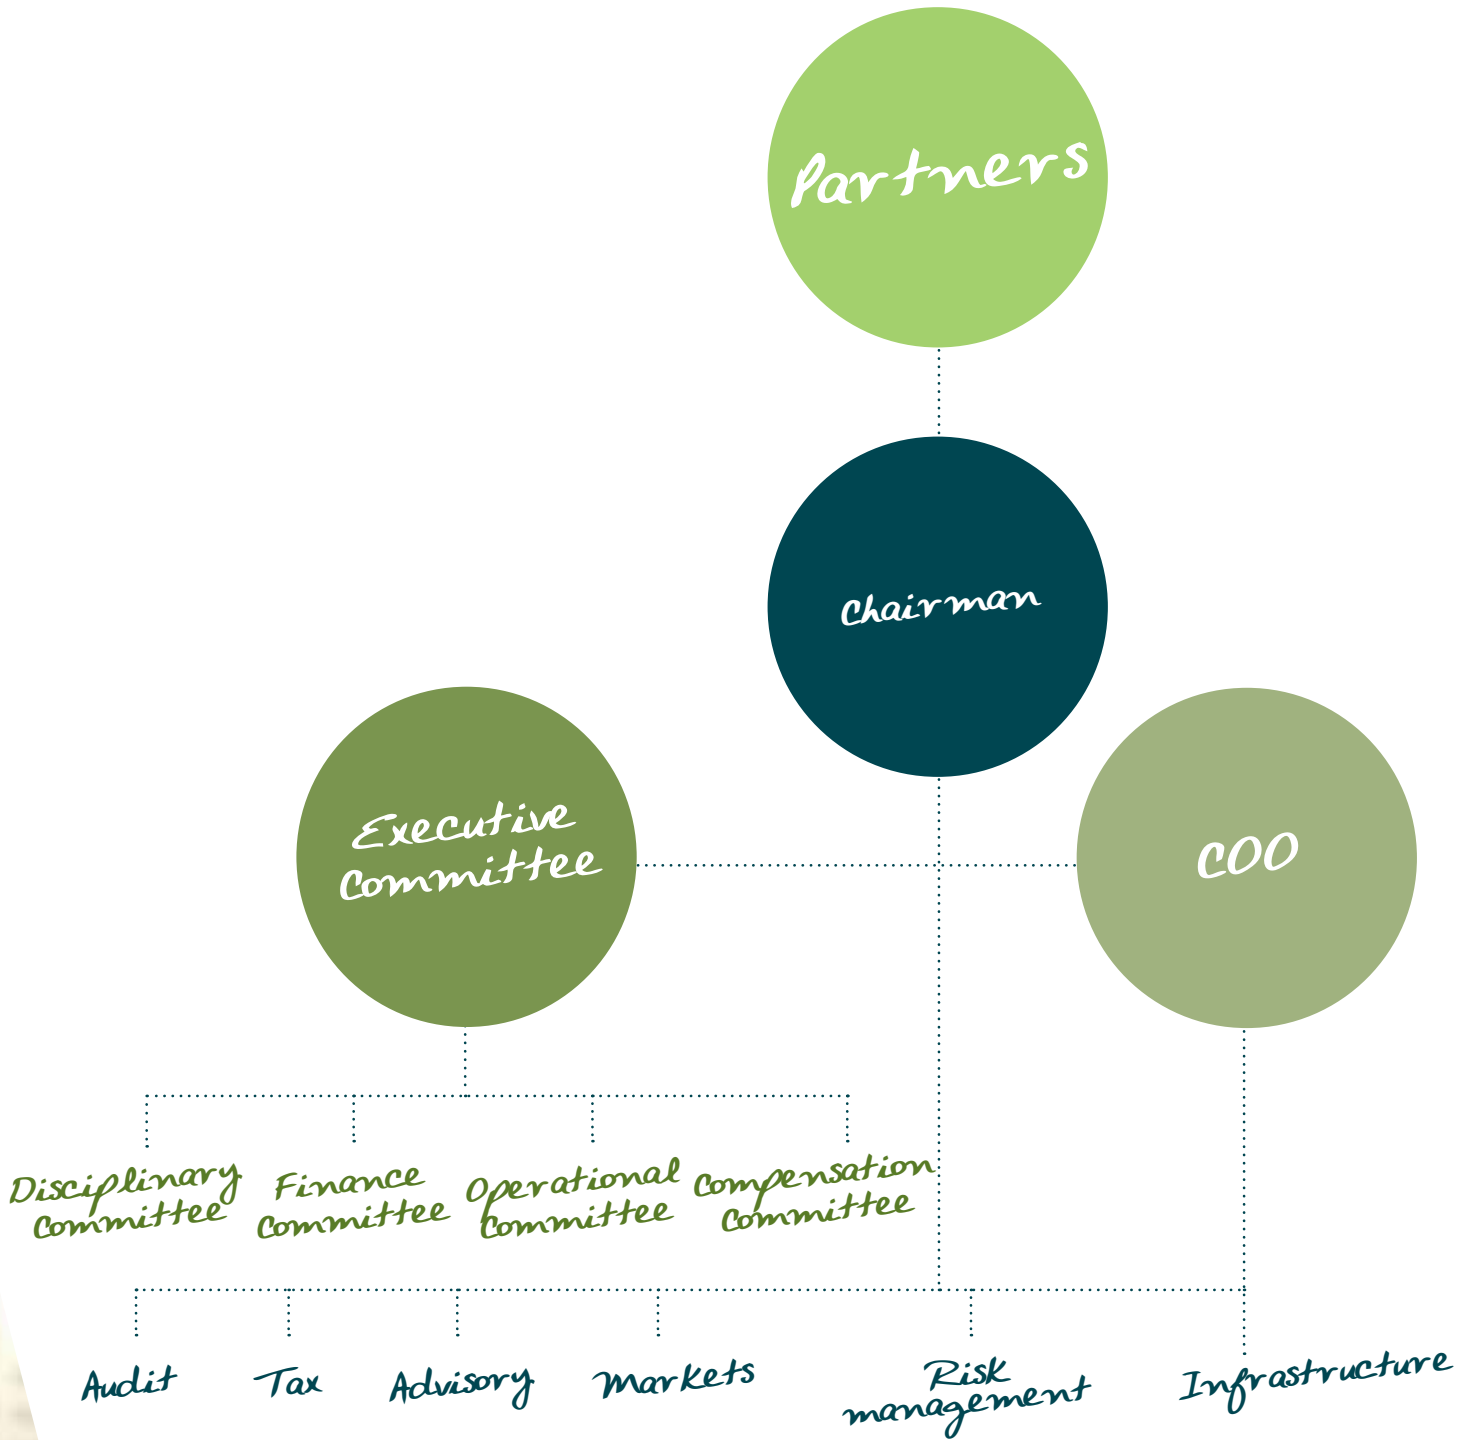 Partners
Chairman
Executive
Committee
COO
Disciplinary
Committee
Finance
Committee
Operational
Committee
Compensation
Committee
Audit
Tax
Advisory
Markets
Risk
management
Infrastructure